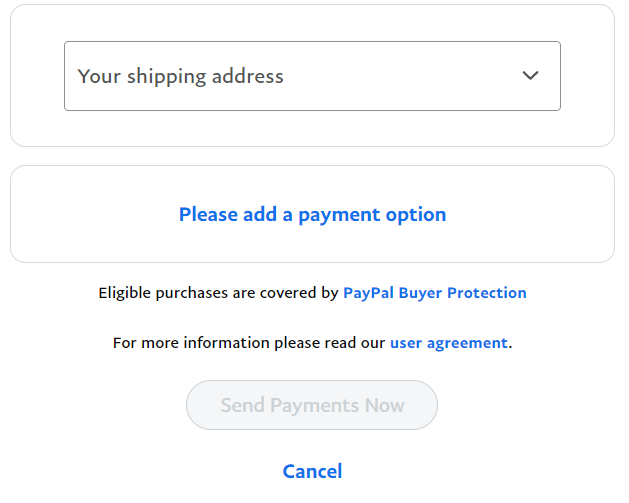 Your shipping address
Please add a payment option
Eligible purchases are covered by PayPal Buyer Protection
For more information please read our user agreement.
Send Payments Now
Cancel